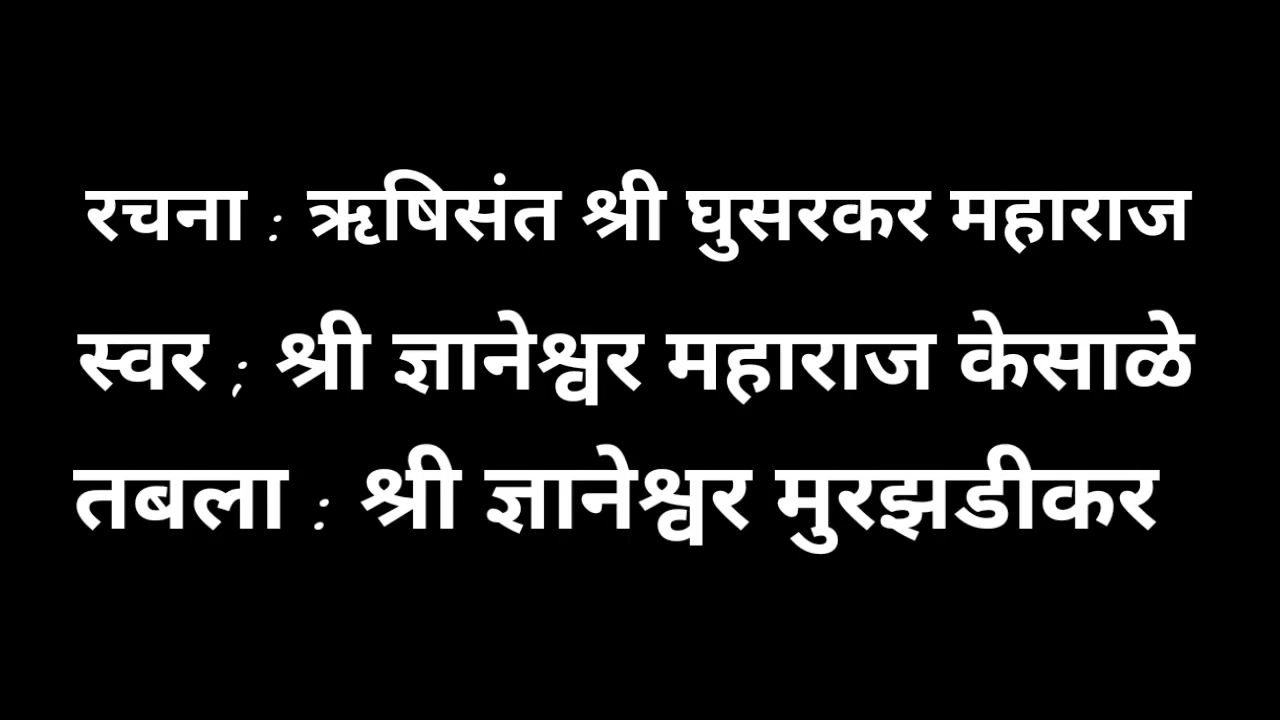 रचना : ऋषिसंत श्री घुसरकर महाराज
स्वर ; श्री ज्ञानेश्वर महाराज केसाळे
तबला : श्री ज्ञानेश्वर मुरझडीकर